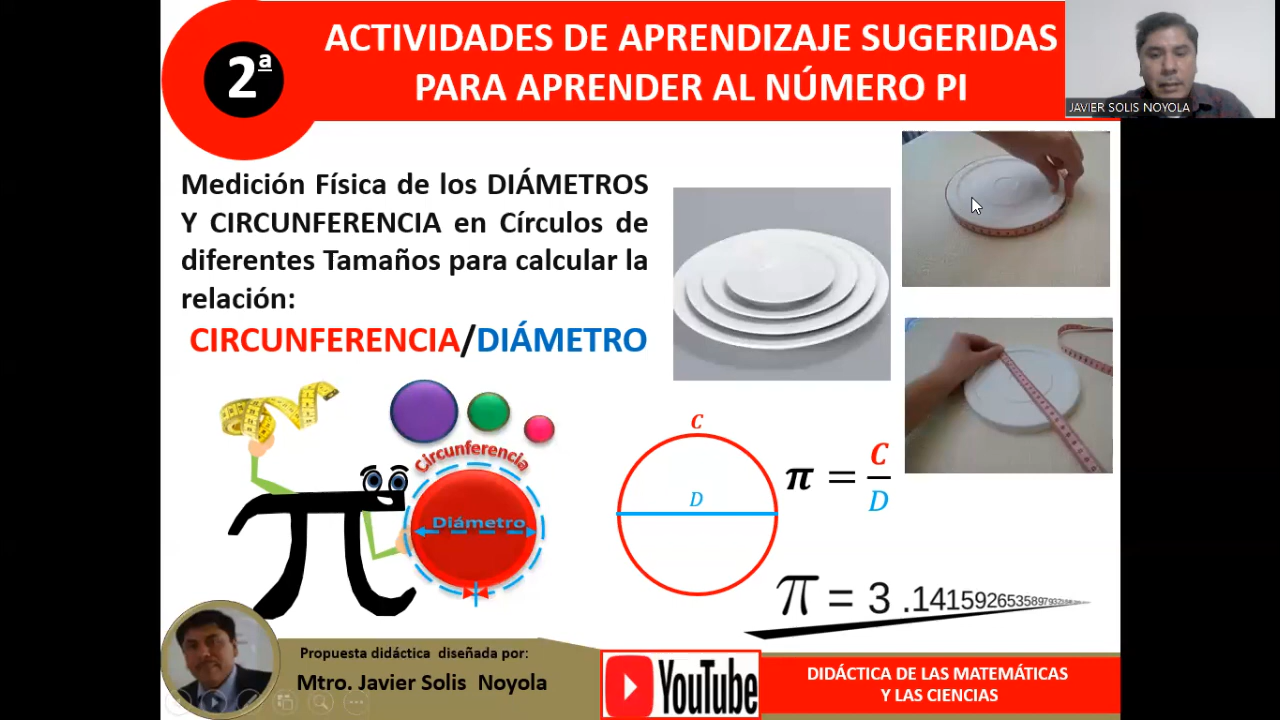 2ª
ACTIVIDADES DE APRENDIZAJE SUGERIDAS
PARA APRENDER AL NÚMERO PI
JAVIER SOLIS NOYOLA
Medición Física de los DIÁMETROS
Y CIRCUNFERENCIA en Círculos de
diferentes Tamaños para calcular la
relación:
CIRCUNFERENCIA/DIÁMETRO
Circunferencia
Diámetro
C
D
π = C/D
π = 3 .14159265358979323
Propuesta didáctica diseñada por:
Mtro. Javier Solis Noyola
YouTube
DIDÁCTICA DE LAS MATEMÁTICAS
Y LAS CIENCIAS